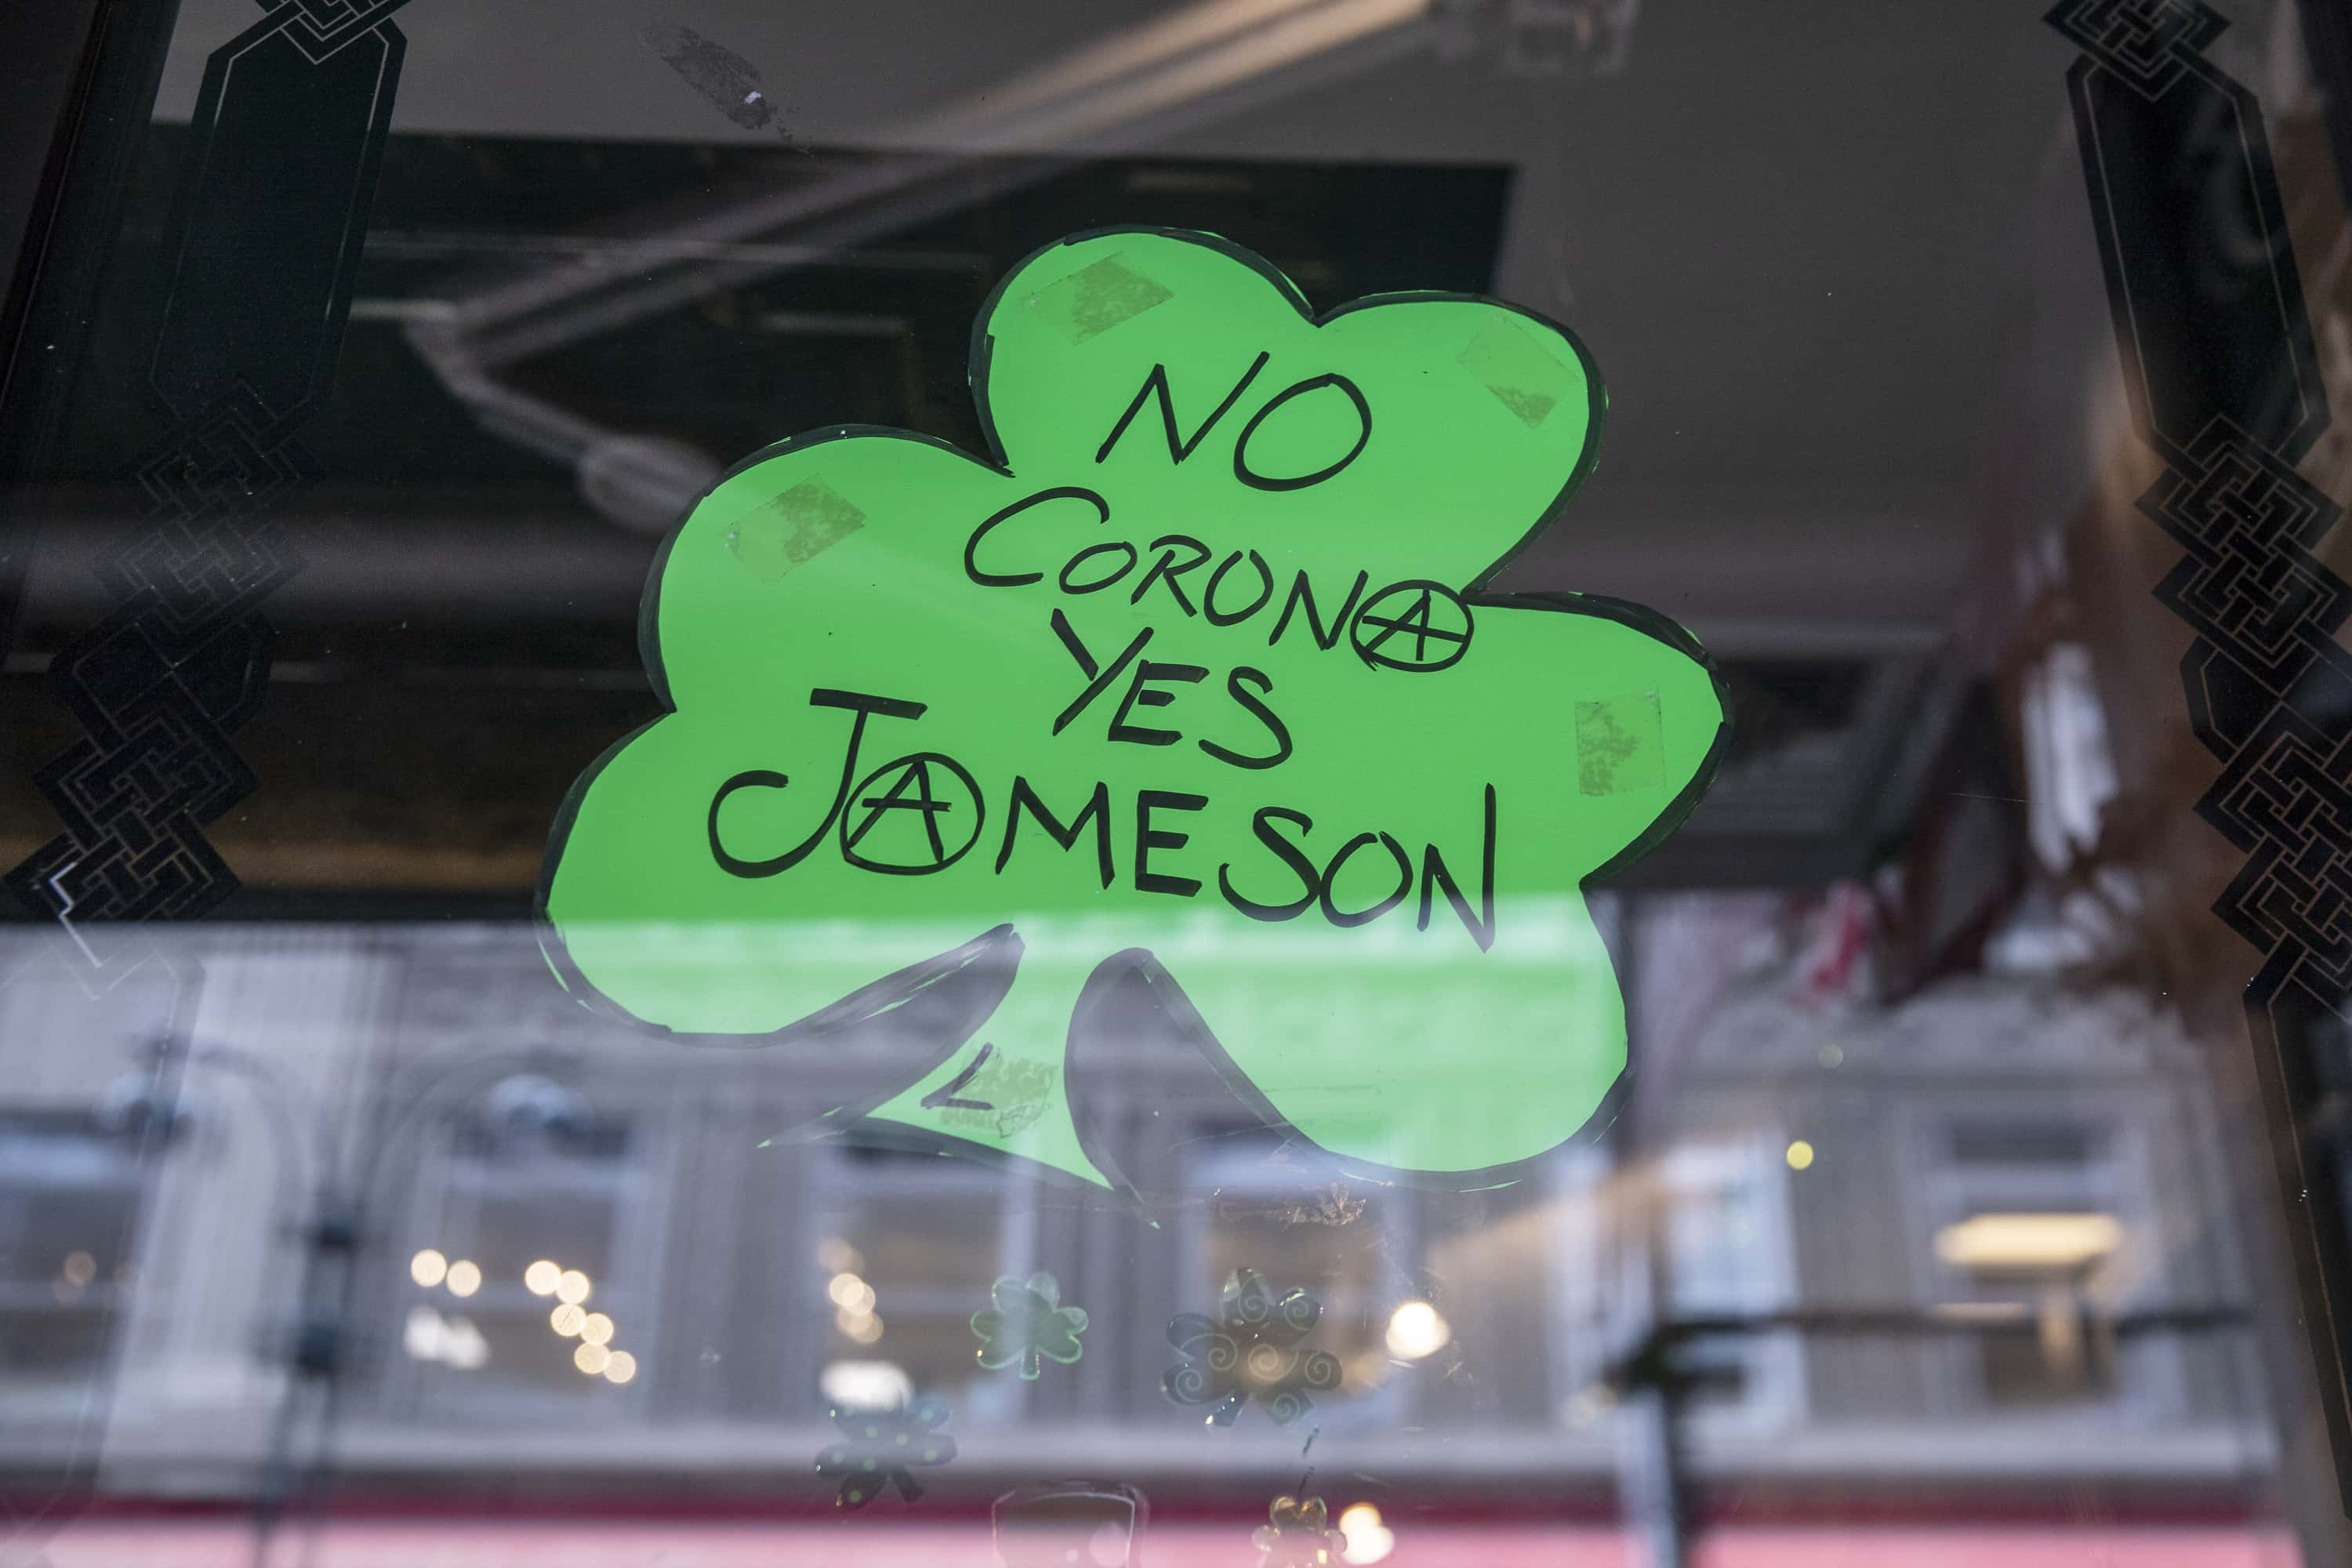 NO
CORONA
YES
JAMESON
L